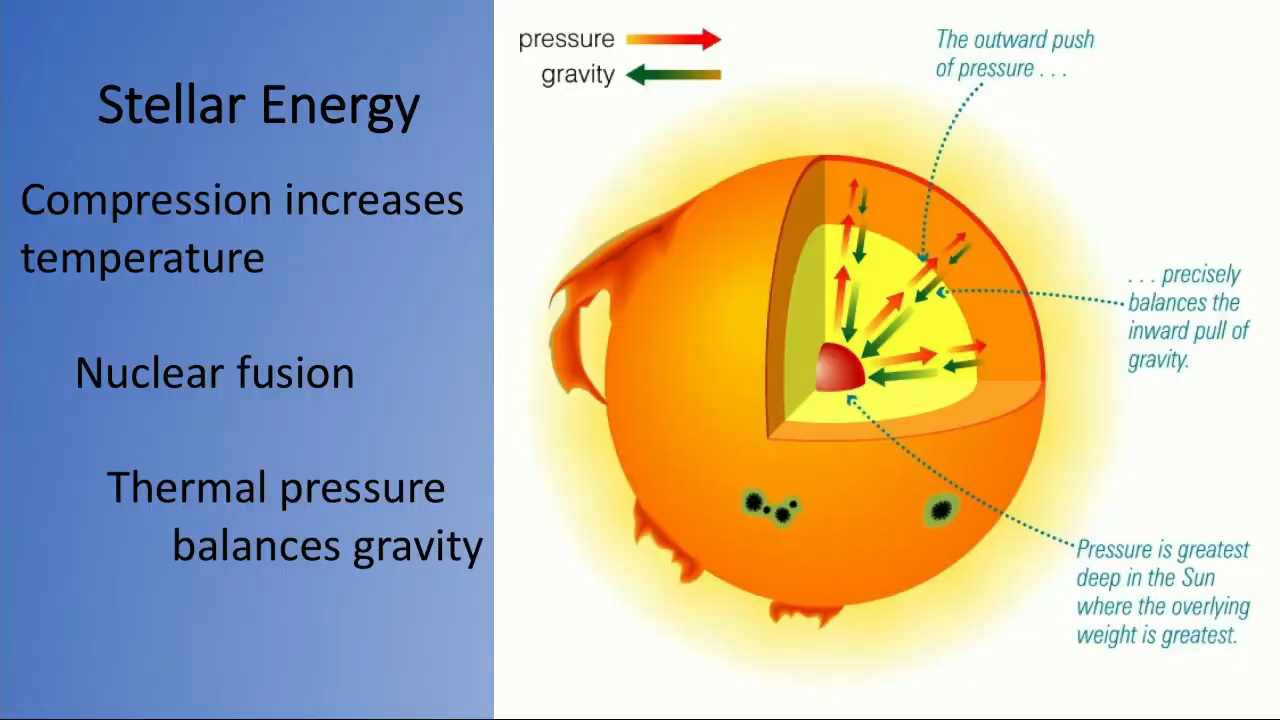 Stellar Energy
Compression increases
temperature
Nuclear fusion
Thermal pressure
balances gravity
pressure
gravity
The outward push
of pressure . . .
. . . precisely
balances the
inward pull of
gravity.
Pressure is greatest
deep in the Sun
where the overlying
weight is greatest.